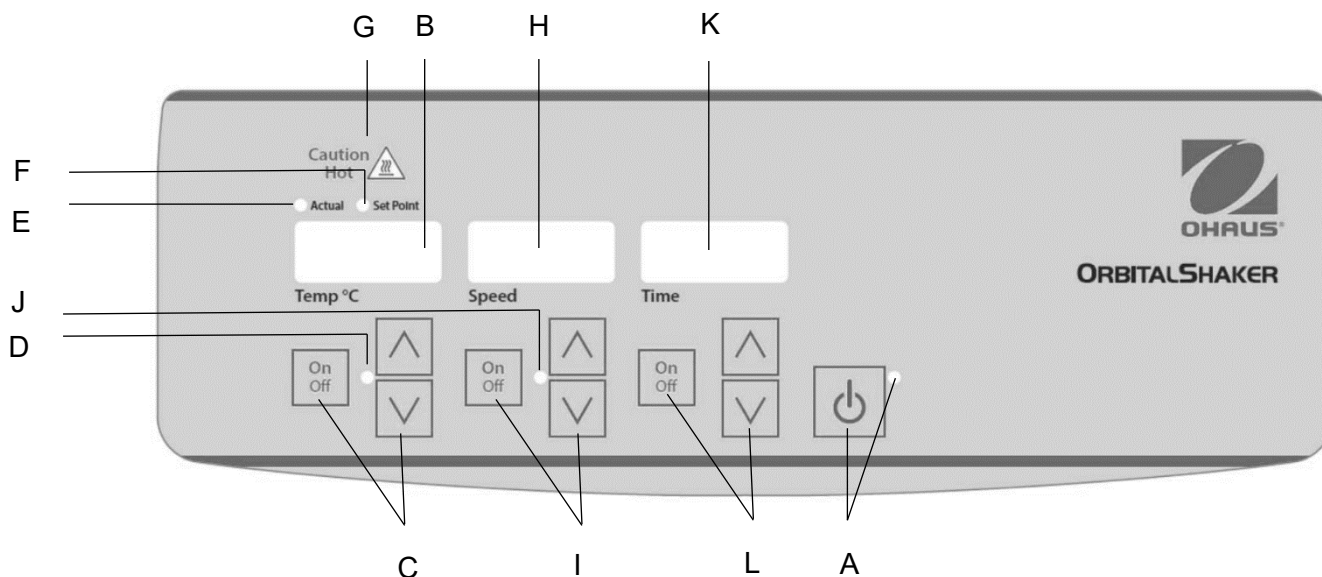 G B H K
Caution
Hot
F
E
Actual Set Point
OHAUS®
ORBITALSHAKER
Temp °C Speed Time
J
D
On
Off
On
Off
On
Off
C I L A